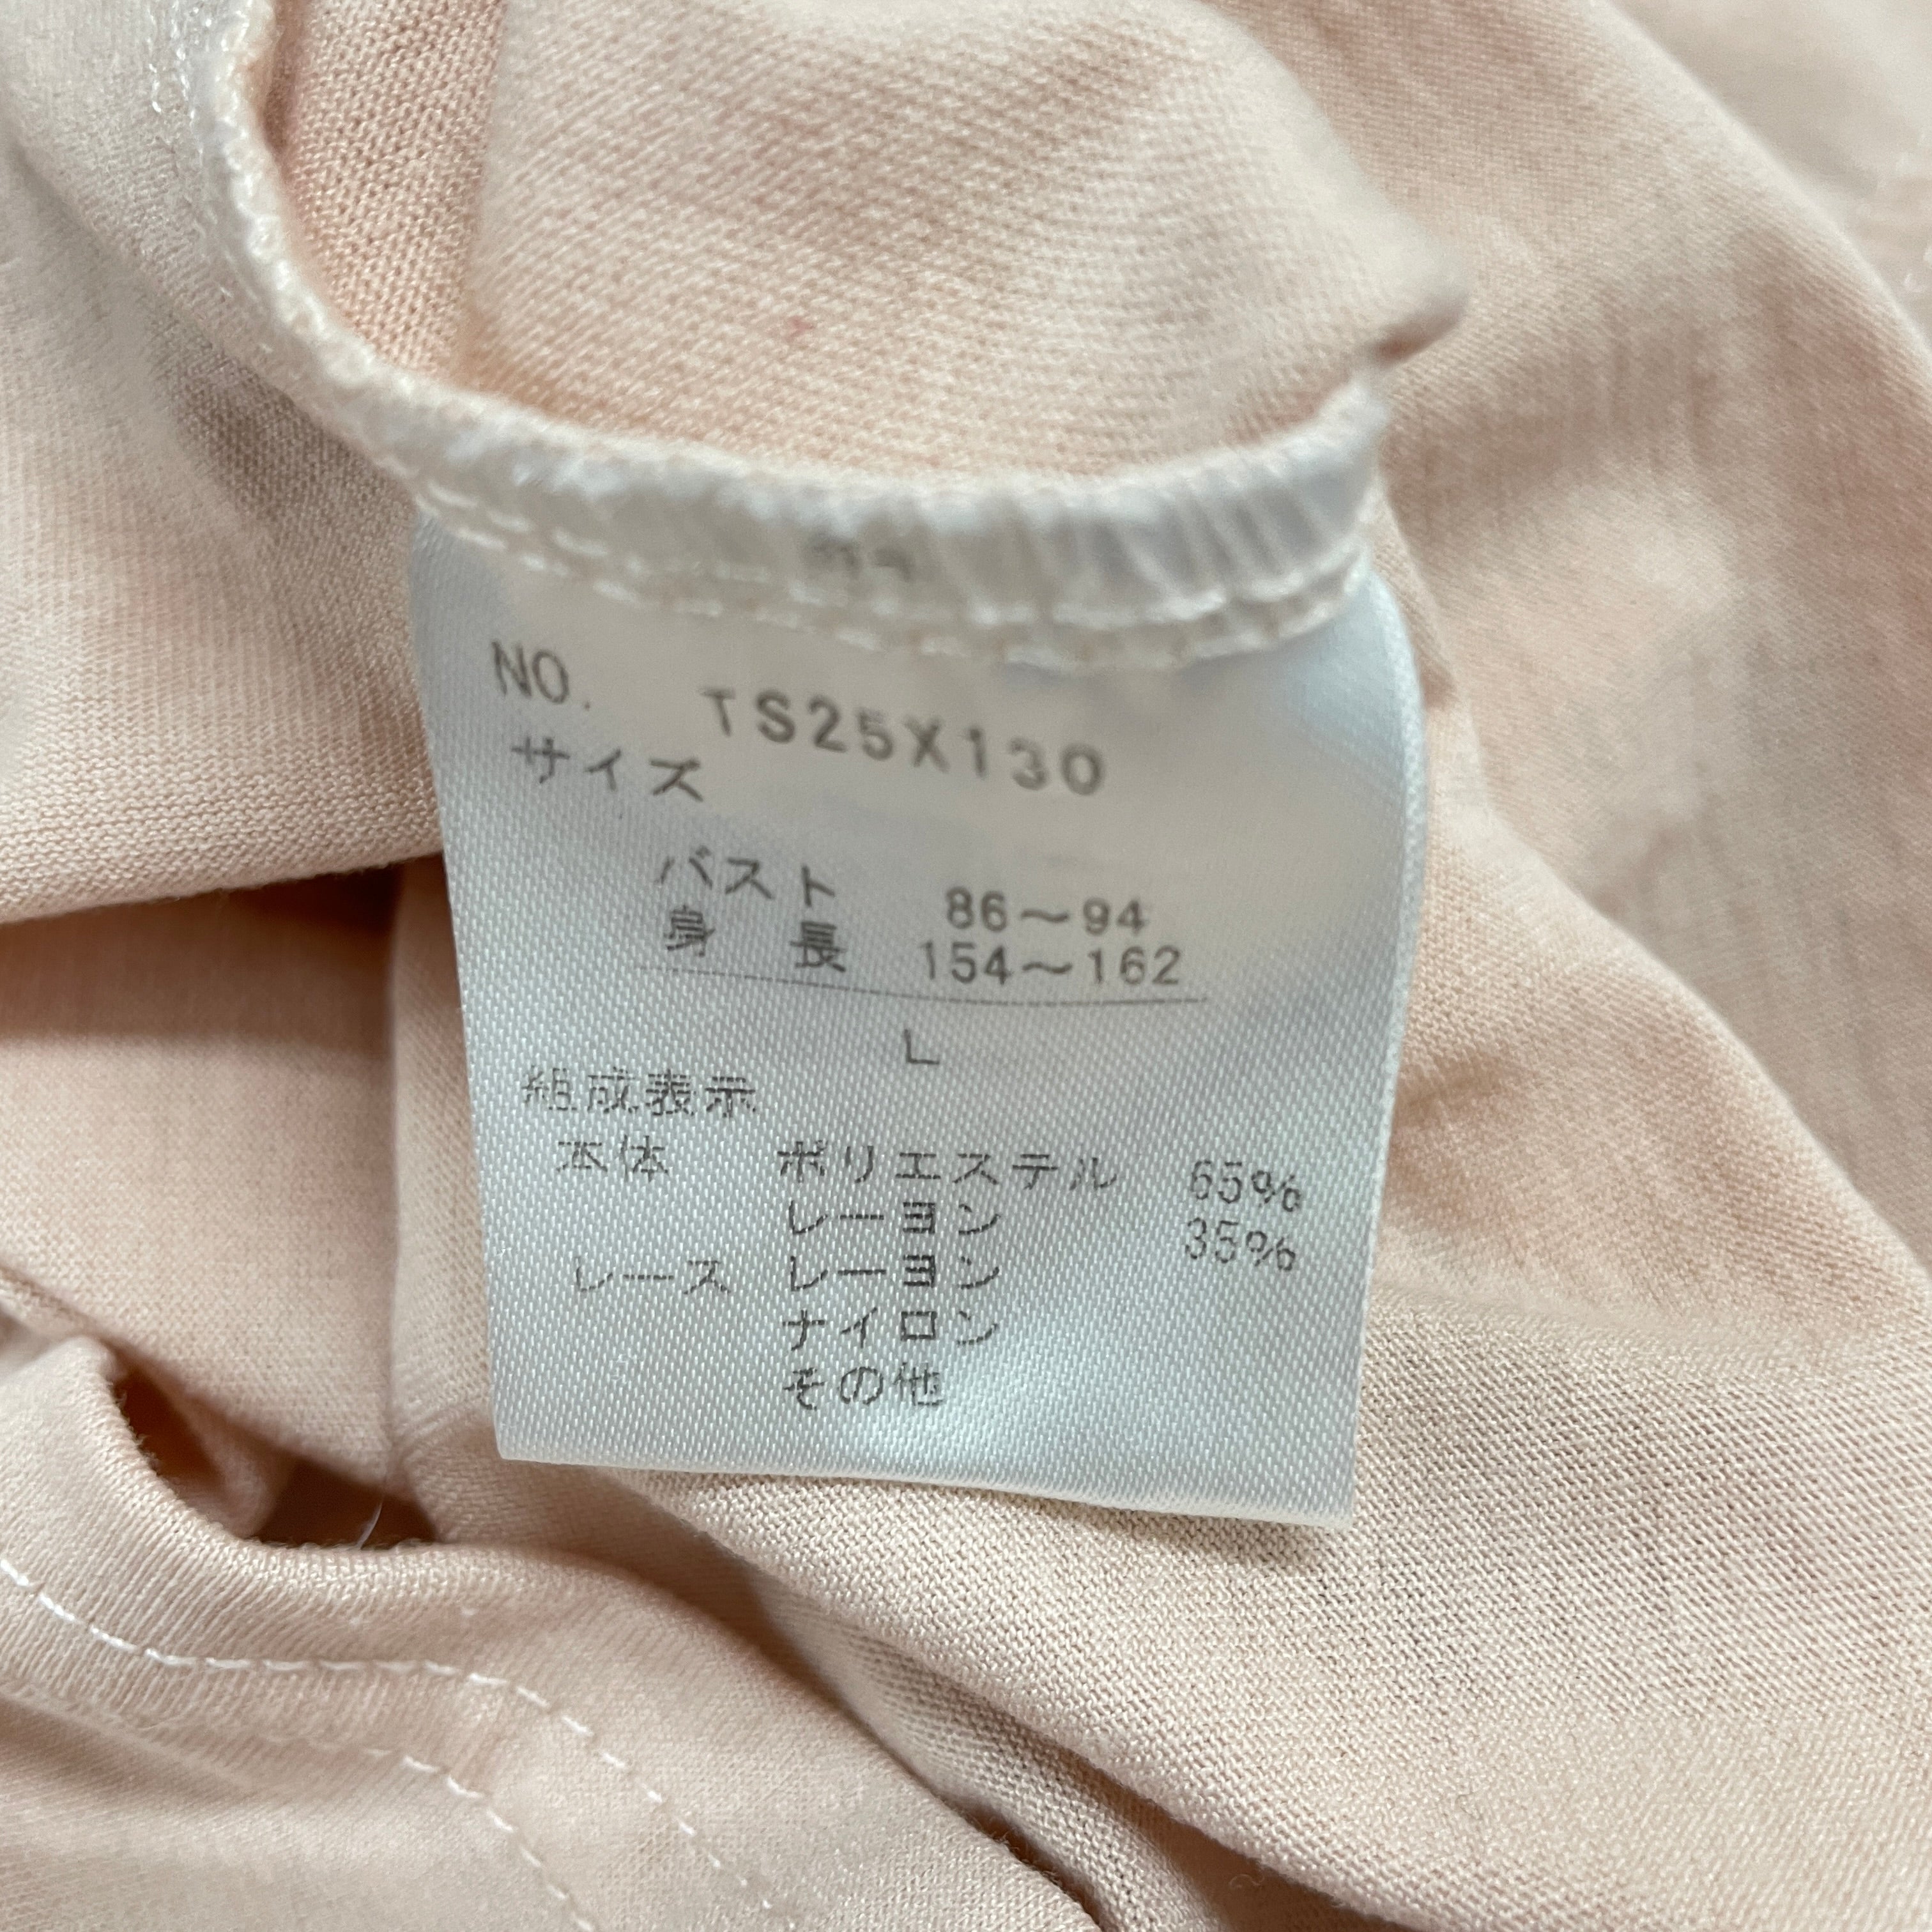 NO. TS25X130
サイズ
バスト 86～94
身長 154～162
L
組成表示
本体 ポリエステル 65%
レーヨン 35%
レース レーヨン
ナイロン
その他